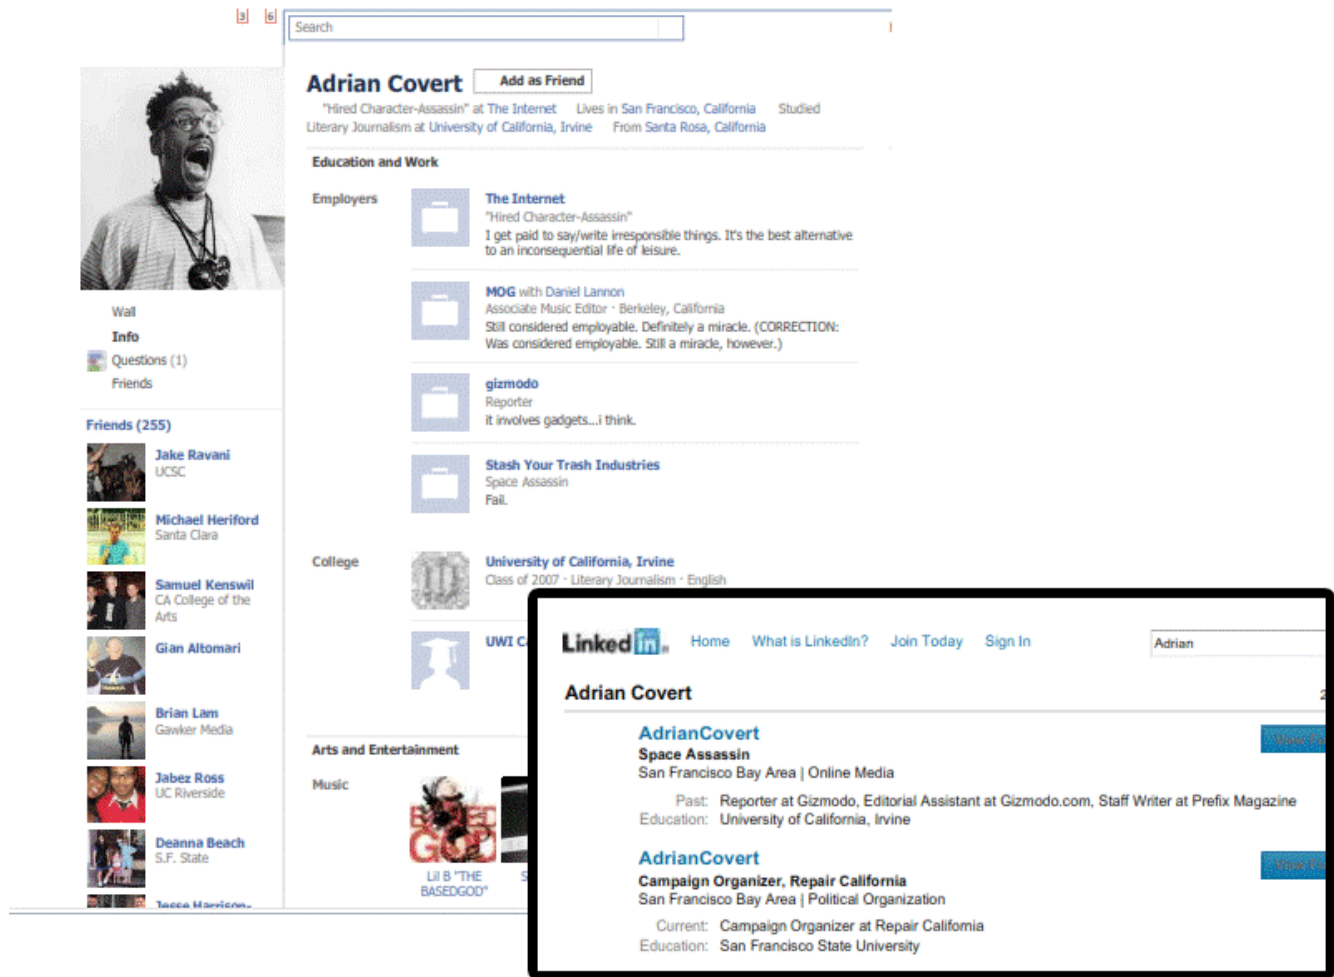 3 6
Search
Adrian Covert Add as Friend
"Hired Character-Assassin" at The Internet Lives in San Francisco, California Studied
Literary Journalism at University of California, Irvine From Santa Rosa, California
Education and Work
Employers
The Internet
"Hired Character-Assassin"
I get paid to say/write irresponsible things. It's the best alternative
to an inconsequential life of leisure.
MOG with Daniel Lannon
Associate Music Editor · Berkeley, California
Still considered employable. Definitely a miracle. (CORRECTION:
Was considered employable. Still a miracle, however.)
gizmodo
Reporter
it involves gadgets...i think.
Stash Your Trash Industries
Space Assassin
Fail.
College
University of California, Irvine
Class of 2007 · Literary Journalism · English
UWI
Arts and Entertainment
Music
BASED
GOD
Lil B "THE
BASEDGOD"
S
Wall
Info
Questions (1)
Friends
Friends (255)
Jake Ravani
UCSC
Michael Heriford
Santa Clara
Samuel Kenswil
CA College of the
Arts
Gian Altomari
Brian Lam
Gawker Media
Jabez Ross
UC Riverside
Deanna Beach
S.F. State
Jesse Harrison-
Linked in Home What is LinkedIn? Join Today Sign In Adrian
Adrian Covert 2
AdrianCovert
Space Assassin
San Francisco Bay Area | Online Media
Past: Reporter at Gizmodo, Editorial Assistant at Gizmodo.com, Staff Writer at Prefix Magazine
Education: University of California, Irvine
View
AdrianCovert
Campaign Organizer, Repair California
San Francisco Bay Area | Political Organization
Current: Campaign Organizer at Repair California
Education: San Francisco State University
View